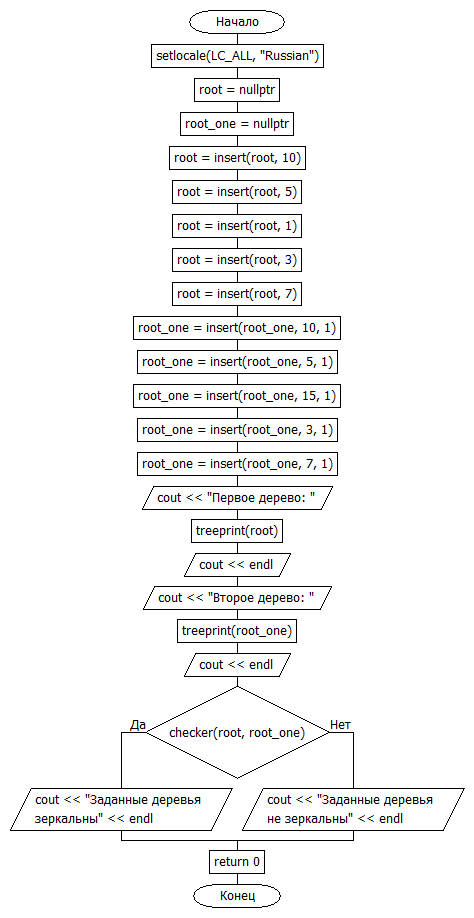 Начало
setlocale(LC_ALL, "Russian")
root = nullptr
root_one = nullptr
root = insert(root, 10)
root = insert(root, 5)
root = insert(root, 1)
root = insert(root, 3)
root = insert(root, 7)
root_one = insert(root_one, 10, 1)
root_one = insert(root_one, 5, 1)
root_one = insert(root_one, 15, 1)
root_one = insert(root_one, 3, 1)
root_one = insert(root_one, 7, 1)
cout << "Первое дерево: "
treeprint(root)
cout << endl
cout << "Второе дерево: "
treeprint(root_one)
cout << endl
Да
checker(root, root_one)
Нет
cout << "Заданные деревья
зеркальны" << endl
cout << "Заданные деревья
не зеркальны" << endl
return 0
Конец